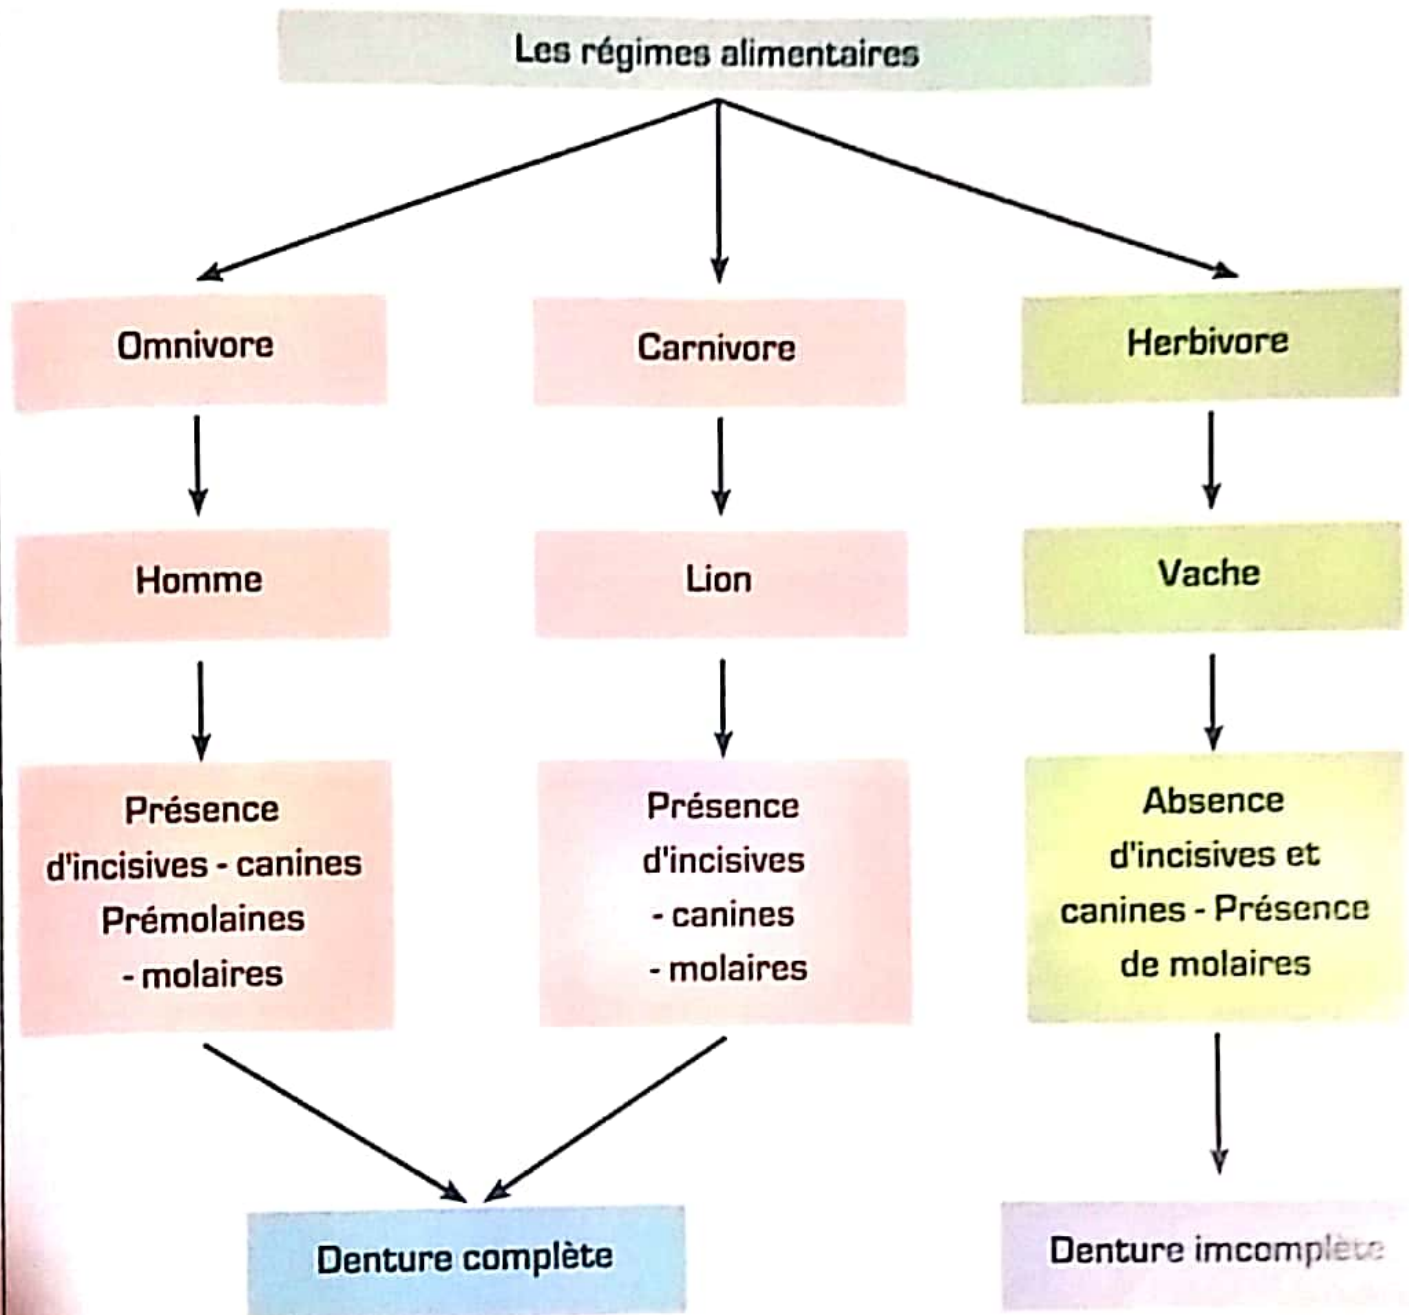 Les régimes alimentaires
Omnivore
Carnivore
Herbivore
Homme
Lion
Vache
Présence
d'incisives - canines
Prémolaines
- molaires
Présence
d'incisives
- canines
- molaires
Absence
d'incisives et
canines - Présence
de molaires
Denture complète
Denture imcomplète